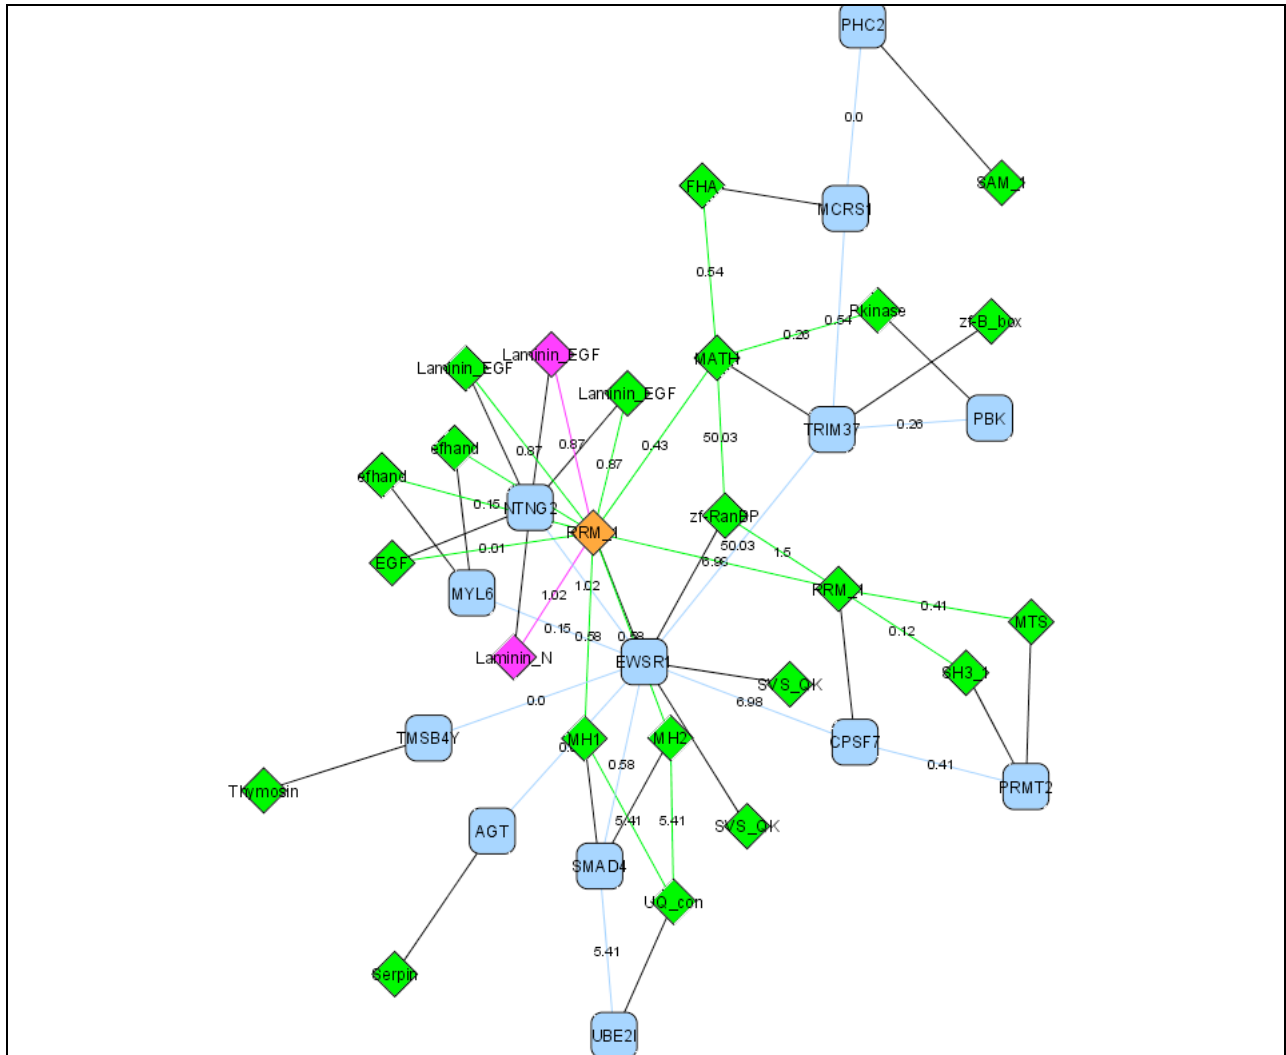 PHC2
0.0
SAM_1
FHA
MCRS1
0.54
Pkinase
0.54
0.26
zf-B_box
Laminin_EGF
MATH
Laminin_EGF
Laminin_EGF
PBK
0.26
TRIM37
50.03
0.43
0.87
0.87
0.87
efhand
efhand
0.15
NTNG2
zf-RanBP
RRM_1
50.03
1.5
0.01
EGF
6.96
RRM_1
1.02
MYL6
1.02
0.41
MTS
0.15
0.58
0.58
0.12
Laminin_N
EWSR1
SH3_1
SVS_QK
0.0
6.98
TMSB4Y
MH1
MH2
CPSF7
0.58
0.41
Thymosin
PRMT2
5.41
5.41
AGT
SVS_QK
SMAD4
UQ_con
5.41
Serpin
UBE2I